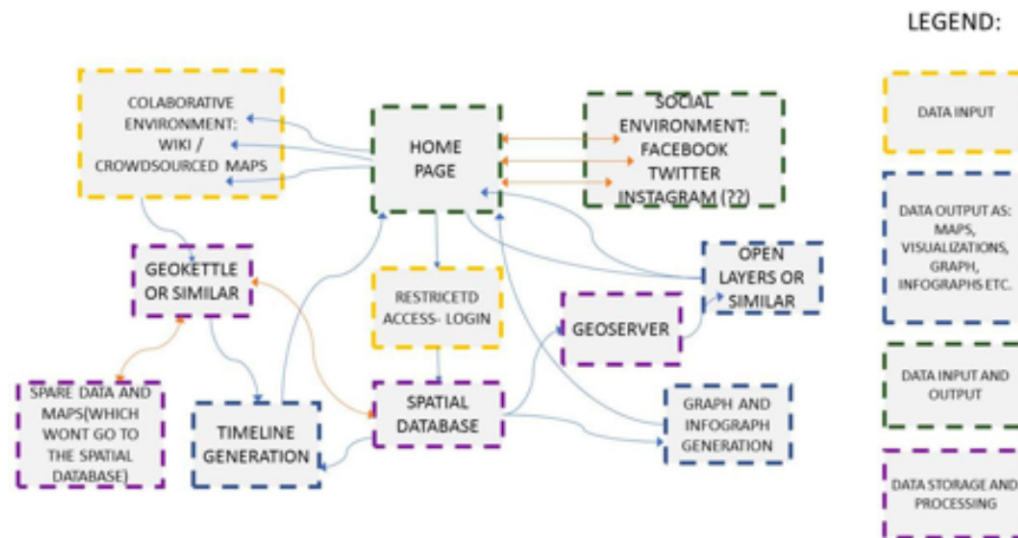 LEGEND:
COLABORATIVE
ENVIRONMENT:
WIKI /
CROWDSOURCED MAPS
HOME
PAGE
SOCIAL
ENVIRONMENT:
FACEBOOK
TWITTER
INSTAGRAM (??)
DATA INPUT
GEOKETTLE
OR SIMILAR
RESTRICETD
ACCESS- LOGIN
GEOSERVER
OPEN
LAYERS OR
SIMILAR
DATA OUTPUT AS:
MAPS,
VISUALIZATIONS,
GRAPH,
INFOGRAPHS ETC.
SPARE DATA AND
MAPS(WHICH
WONT GO TO
THE SPATIAL
DATABASE)
TIMELINE
GENERATION
SPATIAL
DATABASE
GRAPH AND
INFOGRAPH
GENERATION
DATA INPUT AND
OUTPUT
DATA STORAGE AND
PROCESSING